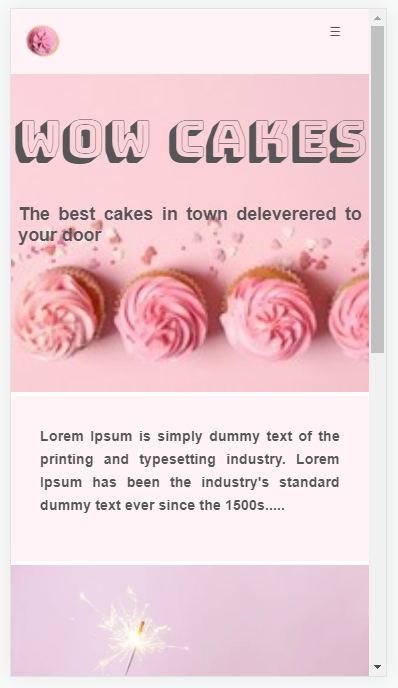 ☰
WOW CAKES
The best cakes in town deleverered to
your door
Lorem Ipsum is simply dummy text of the
printing and typesetting industry. Lorem
Ipsum has been the industry's standard
dummy text ever since the 1500s.....